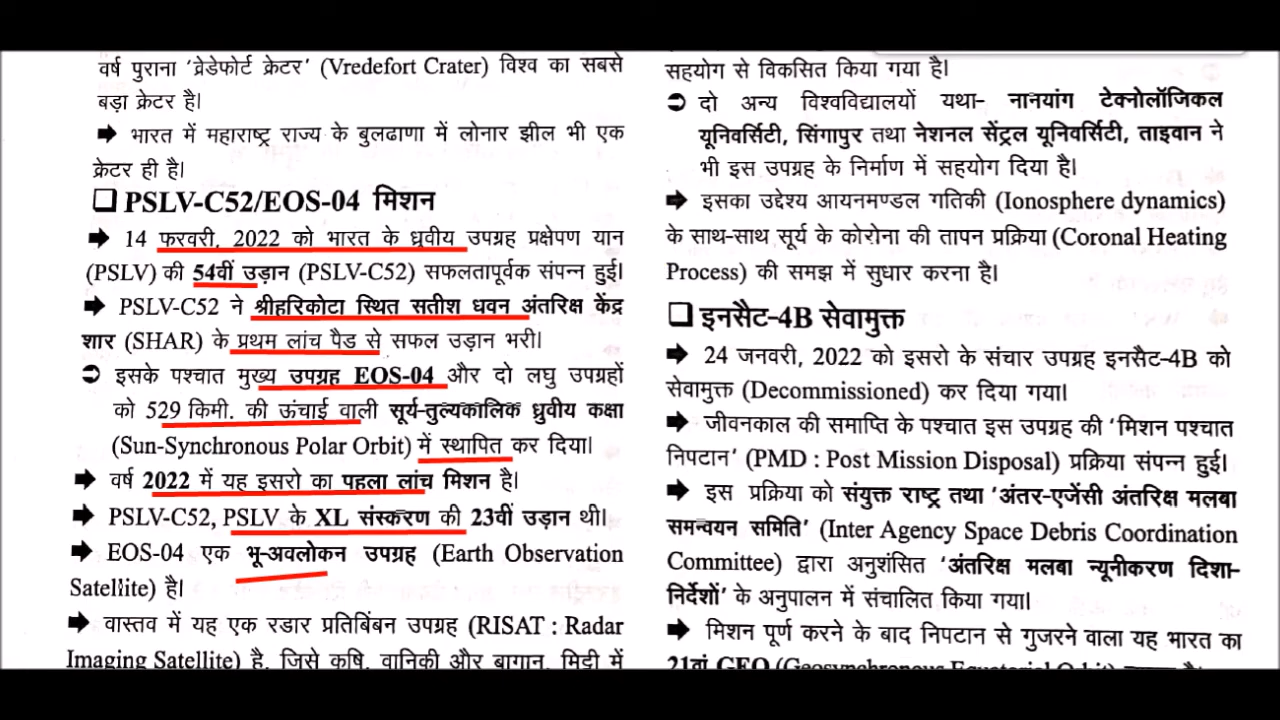 वर्ष पुराना 'व्रेडेफोर्ट क्रेटर' (Vredefort Crater) विश्व का सबसे
बड़ा क्रेटर है।
➡ भारत में महाराष्ट्र राज्य के बुलढाणा में लोनार झील भी एक
क्रेटर ही है।
❑ PSLV-C52/EOS-04 मिशन
➡ 14 फरवरी, 2022 को भारत के ध्रुवीय उपग्रह प्रक्षेपण यान
(PSLV) की 54वीं उड़ान (PSLV-C52) सफलतापूर्वक संपन्न हुई।
➡ PSLV-C52 ने श्रीहरिकोटा स्थित सतीश धवन अंतरिक्ष केंद्र
शार (SHAR) के प्रथम लांच पैड से सफल उड़ान भरी।
➲ इसके पश्चात मुख्य उपग्रह EOS-04 और दो लघु उपग्रहों
को 529 किमी. की ऊंचाई वाली सूर्य-तुल्यकालिक ध्रुवीय कक्षा
(Sun-Synchronous Polar Orbit) में स्थापित कर दिया।
➡ वर्ष 2022 में यह इसरो का पहला लांच मिशन है।
➡ PSLV-C52, PSLV के XL संस्करण की 23वीं उड़ान थी।
➡ EOS-04 एक भू-अवलोकन उपग्रह (Earth Observation
Satellite) है।
➡ वास्तव में यह एक रडार प्रतिबिंबन उपग्रह (RISAT : Radar
Imaging Satellite) है, जिसे कृषि, वानिकी और बागान, मिट्टी में
सहयोग से विकसित किया गया है।
➲ दो अन्य विश्वविद्यालयों यथा- नानयांग टेक्नोलॉजिकल
यूनिवर्सिटी, सिंगापुर तथा नेशनल सेंट्रल यूनिवर्सिटी, ताइवान ने
भी इस उपग्रह के निर्माण में सहयोग दिया है।
➡ इसका उद्देश्य आयनमण्डल गतिकी (Ionosphere dynamics)
के साथ-साथ सूर्य के कोरोना की तापन प्रक्रिया (Coronal Heating
Process) की समझ में सुधार करना है।
❑ इनसैट-4B सेवामुक्त
➡ 24 जनवरी, 2022 को इसरो के संचार उपग्रह इनसैट-4B को
सेवामुक्त (Decommissioned) कर दिया गया।
➡ जीवनकाल की समाप्ति के पश्चात इस उपग्रह की 'मिशन पश्चात
निपटान' (PMD : Post Mission Disposal) प्रक्रिया संपन्न हुई।
➡ इस प्रक्रिया को संयुक्त राष्ट्र तथा 'अंतर-एजेंसी अंतरिक्ष मलबा
समन्वयन समिति' (Inter Agency Space Debris Coordination
Committee) द्वारा अनुशंसित 'अंतरिक्ष मलबा न्यूनीकरण दिशा-
निर्देशों' के अनुपालन में संचालित किया गया।
➡ मिशन पूर्ण करने के बाद निपटान से गुजरने वाला यह भारत का
21वां GEO (Geosynchronous Equatorial Orbit)